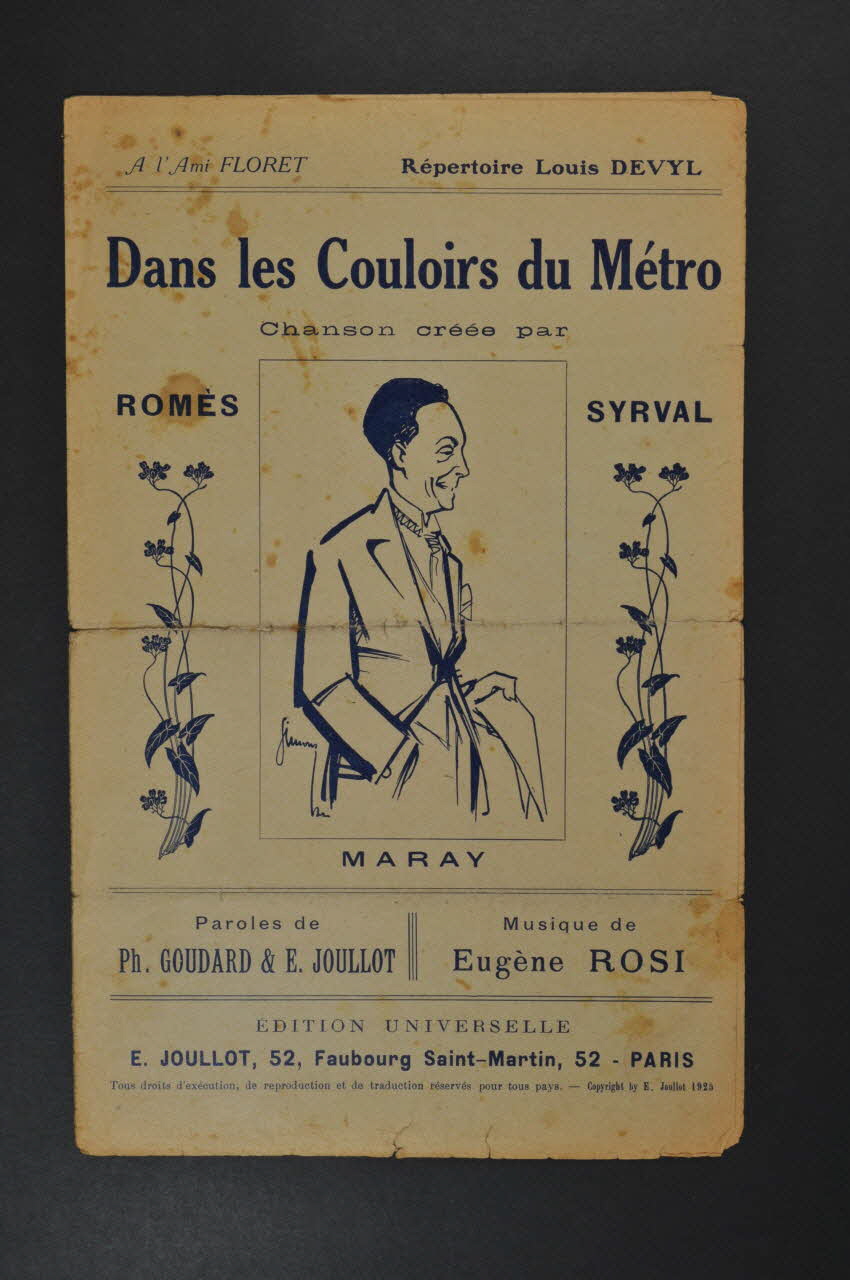 A l'Ami FLORET Répertoire Louis DEVYL
Dans les Couloirs du Métro
Chanson créée par
ROMÈS SYRVAL
Simons
MARAY
Paroles de
Ph. GOUDARD & E. JOULLOT
Musique de
Eugène ROSI
ÉDITION UNIVERSELLE
E. JOULLOT, 52, Faubourg Saint-Martin, 52 - PARIS
Tous droits d'exécution, de reproduction et de traduction réservés pour tous pays. — Copyright by E. Joullot 1925